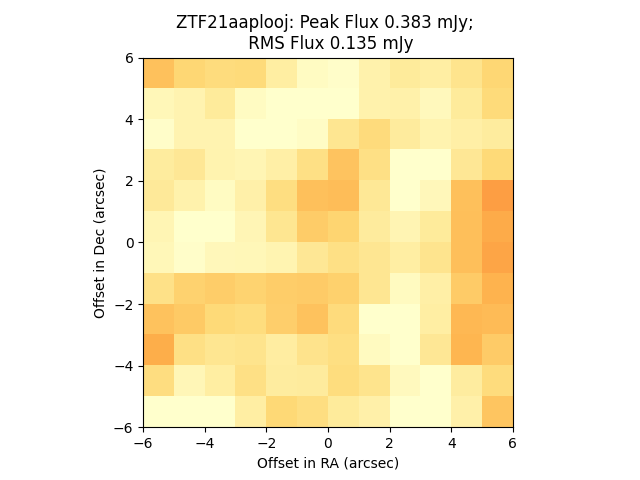 ZTF21aaplooj: Peak Flux 0.383 mJy;
RMS Flux 0.135 mJy
6
4
2
0
−2
−4
−6
Offset in Dec (arcsec)
−6 −4 −2 0 2 4 6
Offset in RA (arcsec)